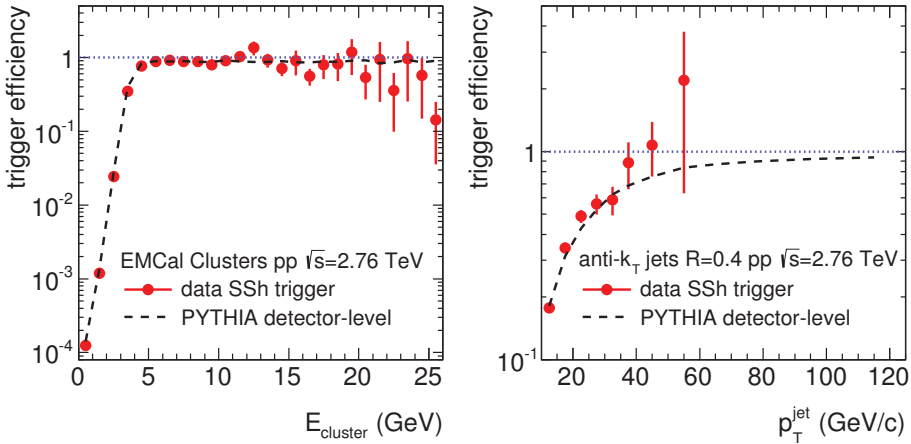 trigger efficiency
1
10⁻¹
10⁻²
10⁻³
10⁻⁴
EMCal Clusters pp √s=2.76 TeV
data SSh trigger
PYTHIA detector-level
0 5 10 15 20 25
E_cluster (GeV)
trigger efficiency
1
10⁻¹
anti-k_T jets R=0.4 pp √s=2.76 TeV
data SSh trigger
PYTHIA detector-level
20 40 60 80 100 120
p_T^jet (GeV/c)